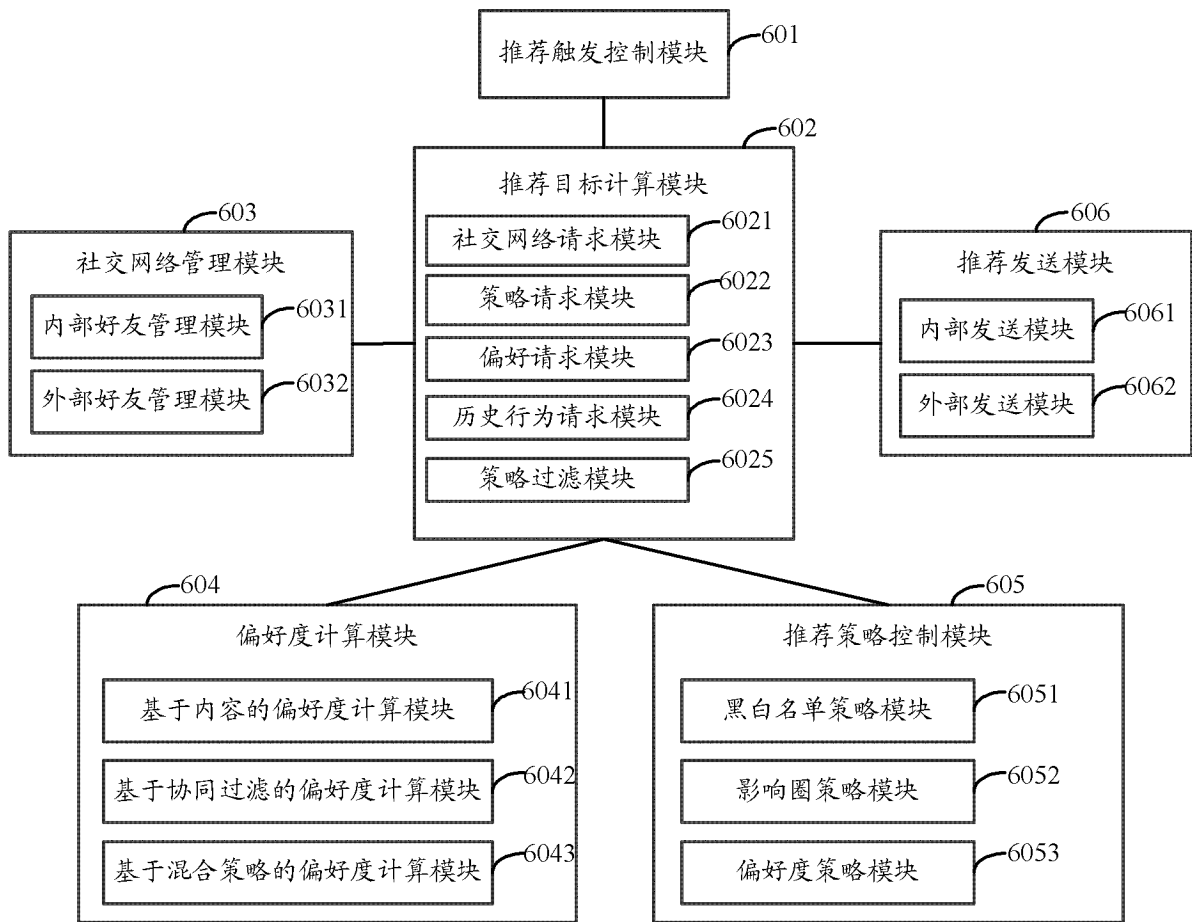 推荐触发控制模块
601
602
推荐目标计算模块
社交网络请求模块
6021
策略请求模块
6022
偏好请求模块
6023
历史行为请求模块
6024
策略过滤模块
6025
603
社交网络管理模块
内部好友管理模块
6031
外部好友管理模块
6032
606
推荐发送模块
内部发送模块
6061
外部发送模块
6062
604
偏好度计算模块
基于内容的偏好度计算模块
6041
基于协同过滤的偏好度计算模块
6042
基于混合策略的偏好度计算模块
6043
605
推荐策略控制模块
黑白名单策略模块
6051
影响圈策略模块
6052
偏好度策略模块
6053